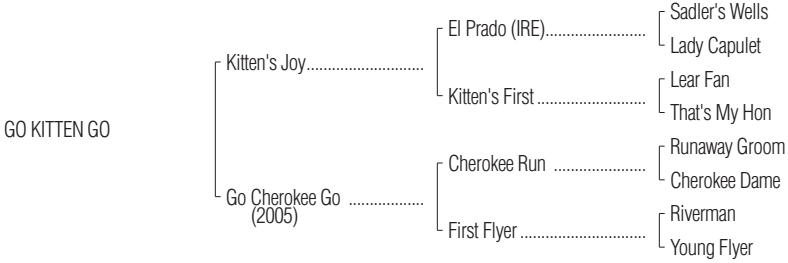 Sadler's Wells
El Prado (IRE)........................
Lady Capulet
Kitten's Joy...........................
Lear Fan
Kitten's First..........................
That's My Hon
GO KITTEN GO
Runaway Groom
Cherokee Run ......................
Cherokee Dame
Go Cherokee Go .................
(2005)
Riverman
First Flyer..............................
Young Flyer